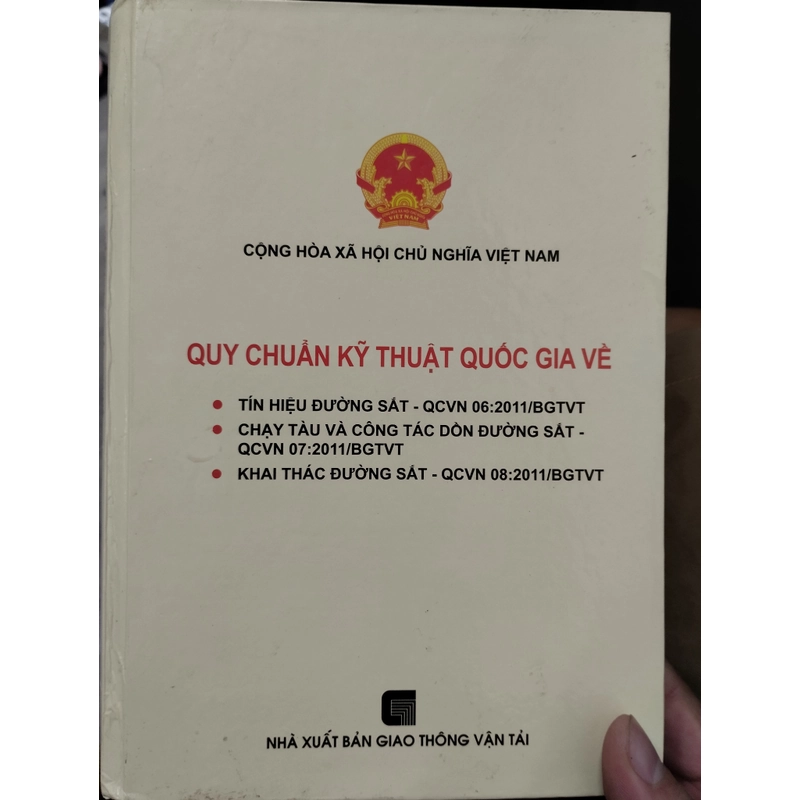 VIỆT NAM
CỘNG HÒA XÃ HỘI CHỦ NGHĨA VIỆT NAM
QUY CHUẨN KỸ THUẬT QUỐC GIA VỀ
● TÍN HIỆU ĐƯỜNG SẮT - QCVN 06:2011/BGTVT
● CHẠY TÀU VÀ CÔNG TÁC DỒN ĐƯỜNG SẮT -
QCVN 07:2011/BGTVT
● KHAI THÁC ĐƯỜNG SẮT - QCVN 08:2011/BGTVT
NHÀ XUẤT BẢN GIAO THÔNG VẬN TẢI